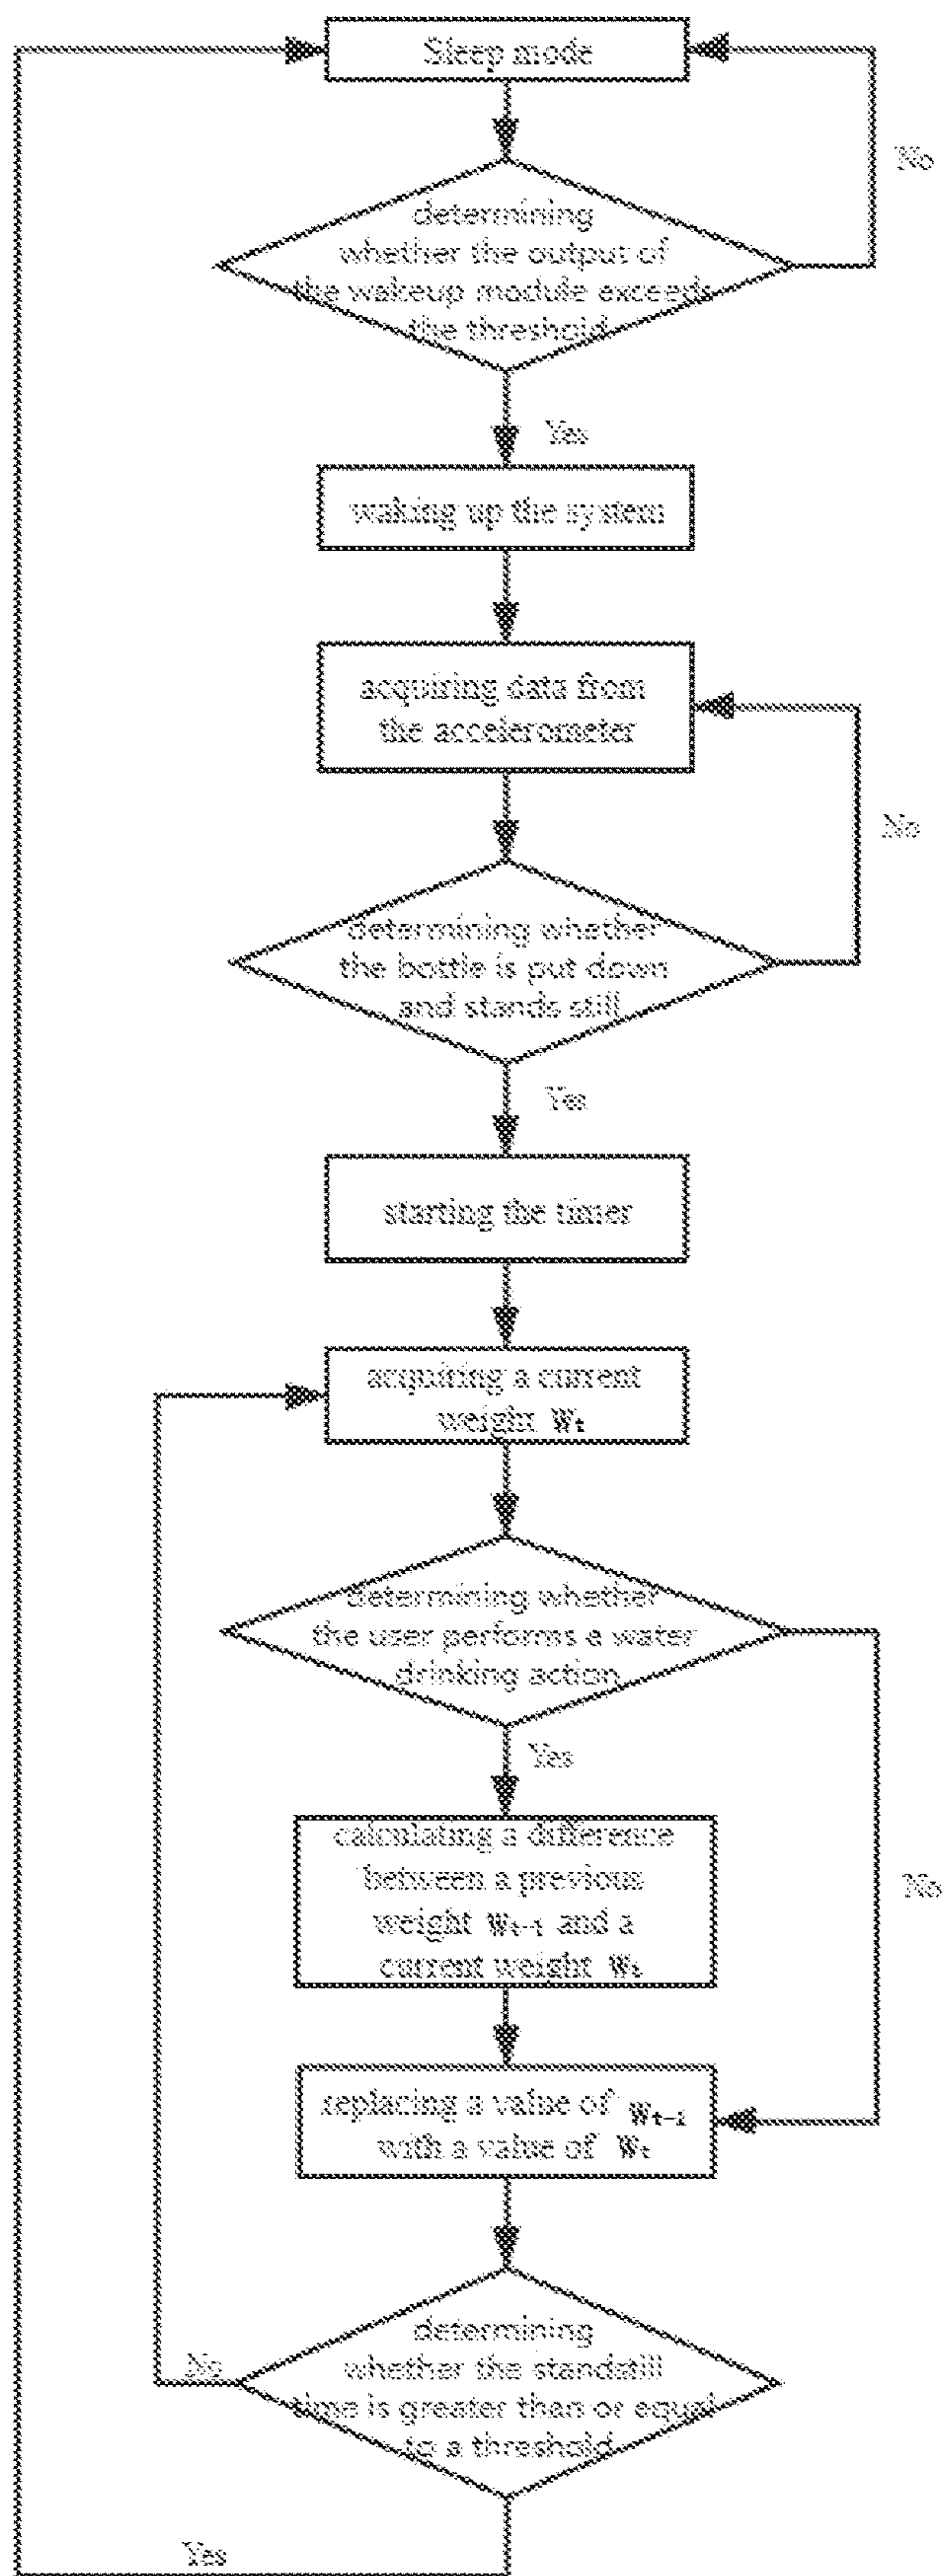 Sleep mode
No
determining
whether the output of
the wakeup module exceeds
the threshold
Yes
waking up the system
acquiring data from
the accelerometer
No
determining whether
the bottle is put down
and stands still
Yes
starting the timer
acquiring a current
weight Wt
determining whether
the user performs a water
drinking action
Yes
calculating a difference
between a previous
weight Wt-1 and a
current weight Wt
No
replacing a value of Wt-1
with a value of Wt
determining
whether the standstill
time is greater than or equal
to a threshold
No
Yes